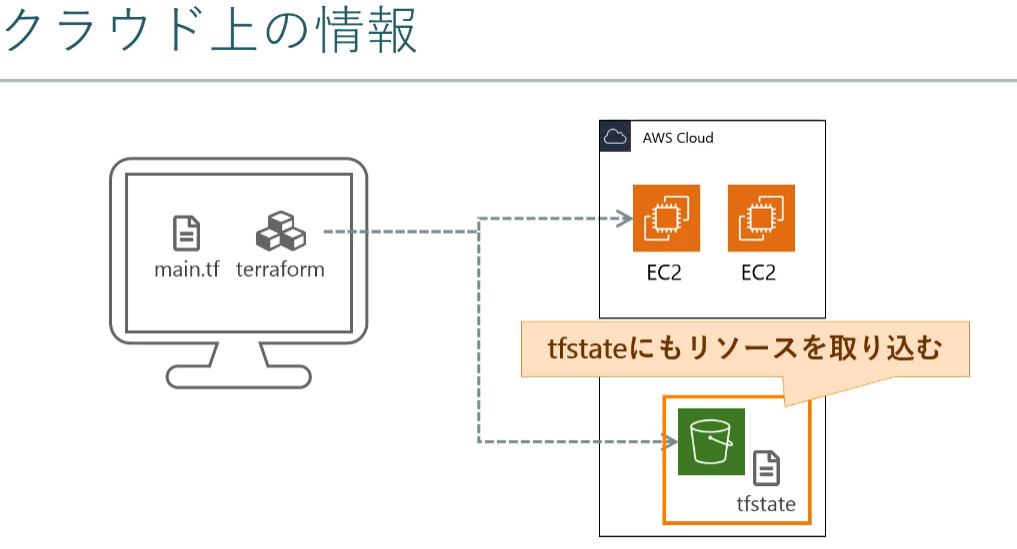 クラウド上の情報
AWS Cloud
main.tf
terraform
EC2
EC2
tfstateにもリソースを取り込む
tfstate